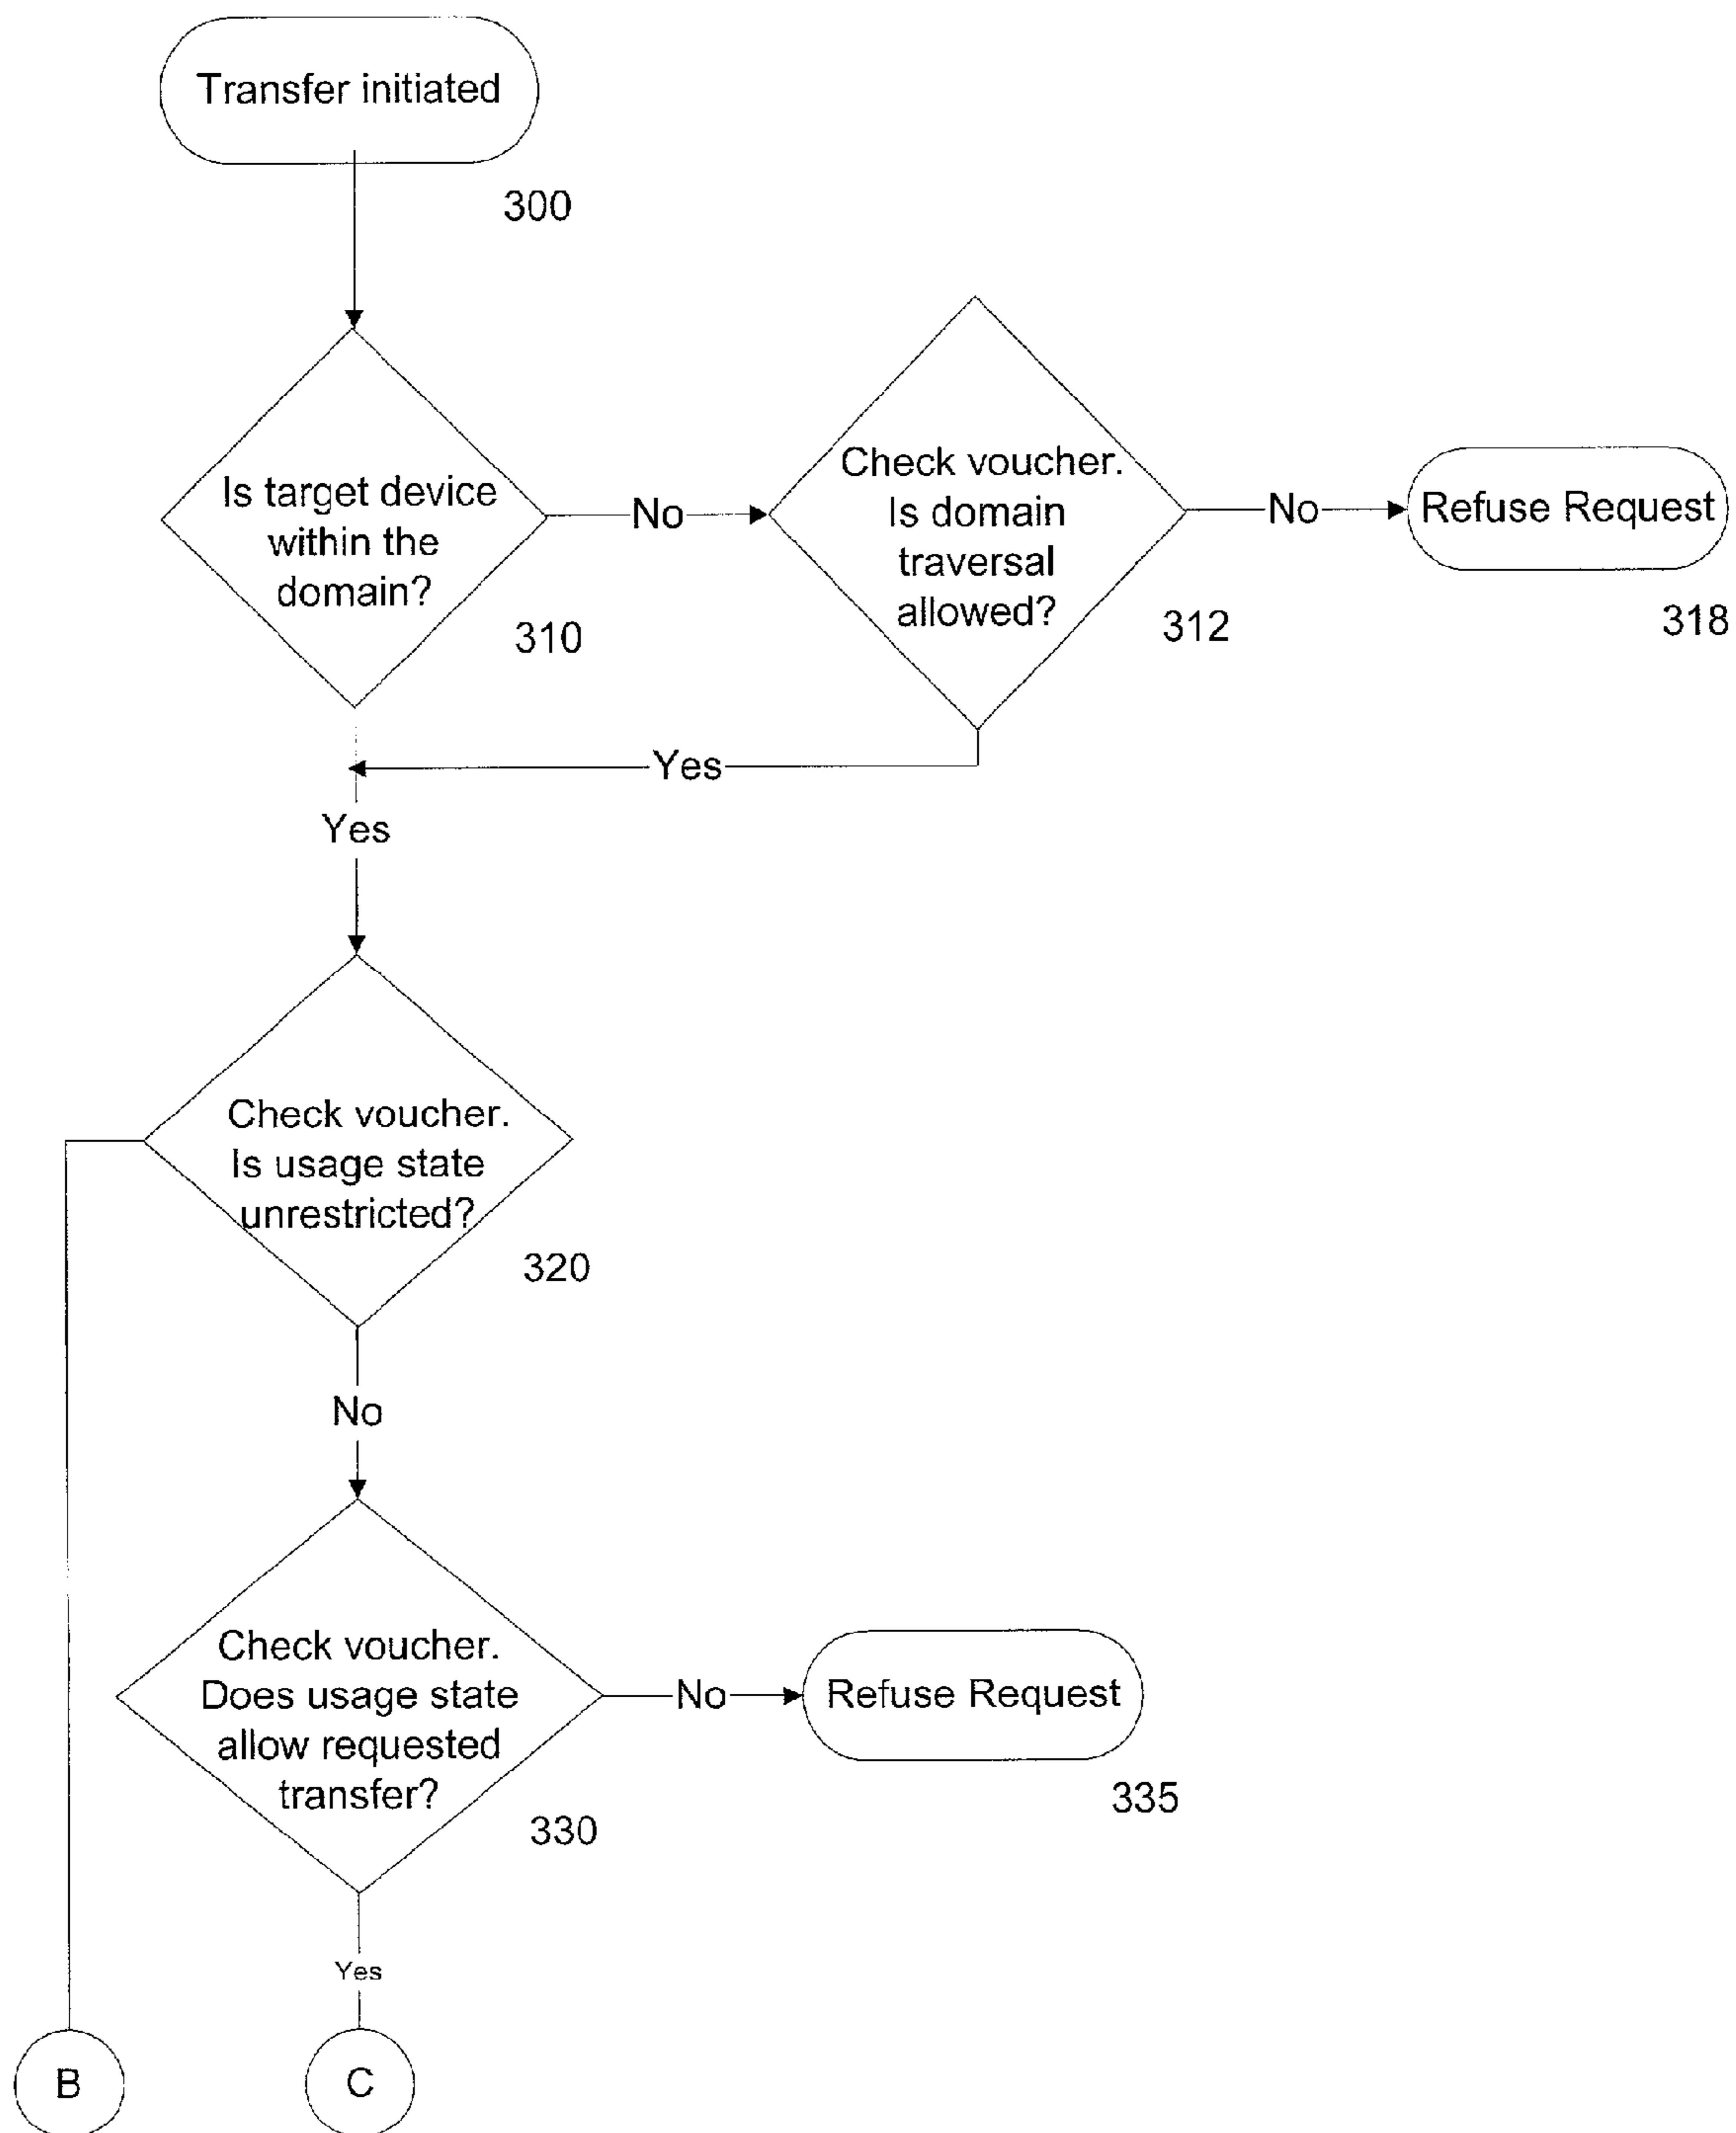 Transfer initiated
300
Is target device
within the
domain?
310
No
Check voucher.
Is domain
traversal
allowed?
312
No
Refuse Request
318
Yes
Yes
Check voucher.
Is usage state
unrestricted?
320
No
Check voucher.
Does usage state
allow requested
transfer?
330
No
Refuse Request
335
Yes
B
C